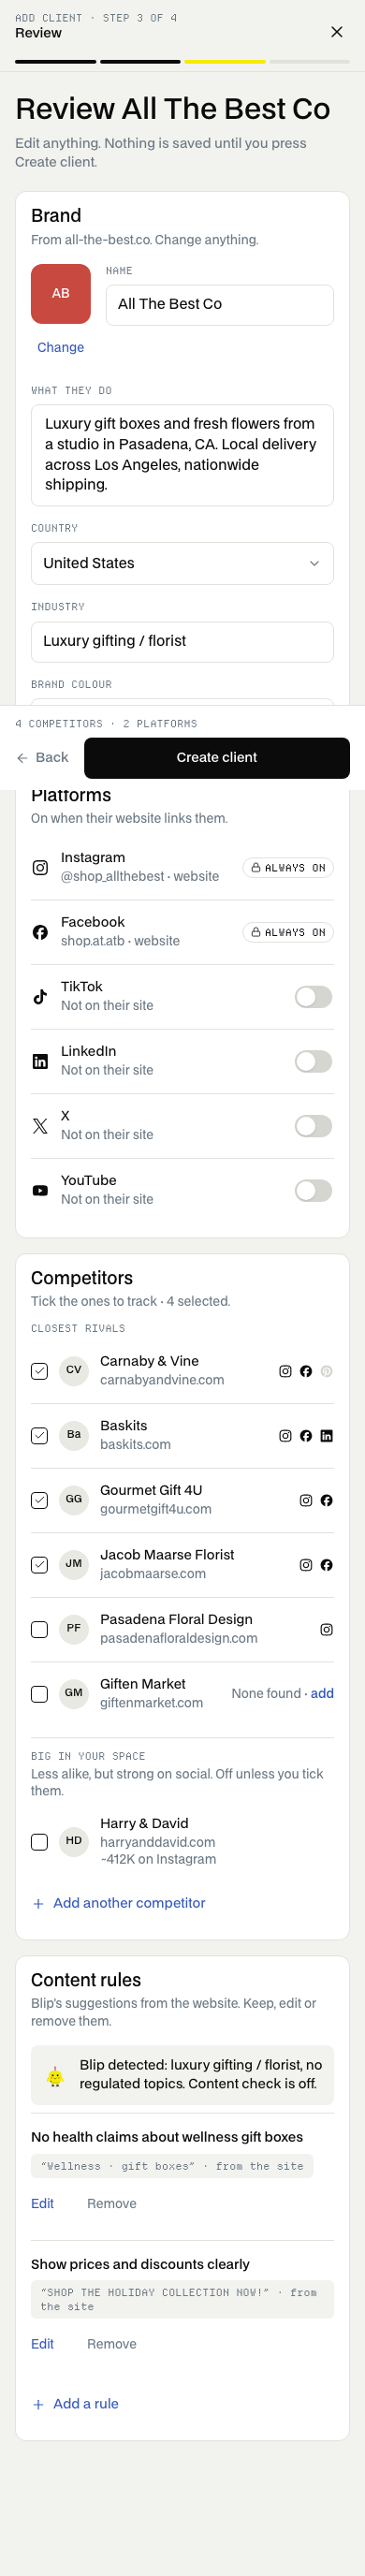 ADD CLIENT · STEP 3 OF 4
Review
Review All The Best Co
Edit anything. Nothing is saved until you press
Create client.
Brand
From all-the-best.co. Change anything.
AB
NAME
All The Best Co
Change
WHAT THEY DO
Luxury gift boxes and fresh flowers from
a studio in Pasadena, CA. Local delivery
across Los Angeles, nationwide
shipping.
COUNTRY
United States
INDUSTRY
Luxury gifting / florist
BRAND COLOUR
4 COMPETITORS · 2 PLATFORMS
Back
Create client
Platforms
On when their website links them.
Instagram
@shop_allthebest · website
ALWAYS ON
Facebook
shop.at.atb · website
ALWAYS ON
TikTok
Not on their site
LinkedIn
Not on their site
X
Not on their site
YouTube
Not on their site
Competitors
Tick the ones to track · 4 selected.
CLOSEST RIVALS
CV
Carnaby & Vine
carnabyandvine.com
Ba
Baskits
baskits.com
GG
Gourmet Gift 4U
gourmetgift4u.com
JM
Jacob Maarse Florist
jacobmaarse.com
PF
Pasadena Floral Design
pasadenafloraldesign.com
GM
Giften Market
giftenmarket.com
None found · add
BIG IN YOUR SPACE
Less alike, but strong on social. Off unless you tick
them.
HD
Harry & David
harryanddavid.com
~412K on Instagram
Add another competitor
Content rules
Blip's suggestions from the website. Keep, edit or
remove them.
Blip detected: luxury gifting / florist, no
regulated topics. Content check is off.
No health claims about wellness gift boxes
“Wellness · gift boxes” · from the site
Edit
Remove
Show prices and discounts clearly
“SHOP THE HOLIDAY COLLECTION NOW!” · from
the site
Edit
Remove
Add a rule